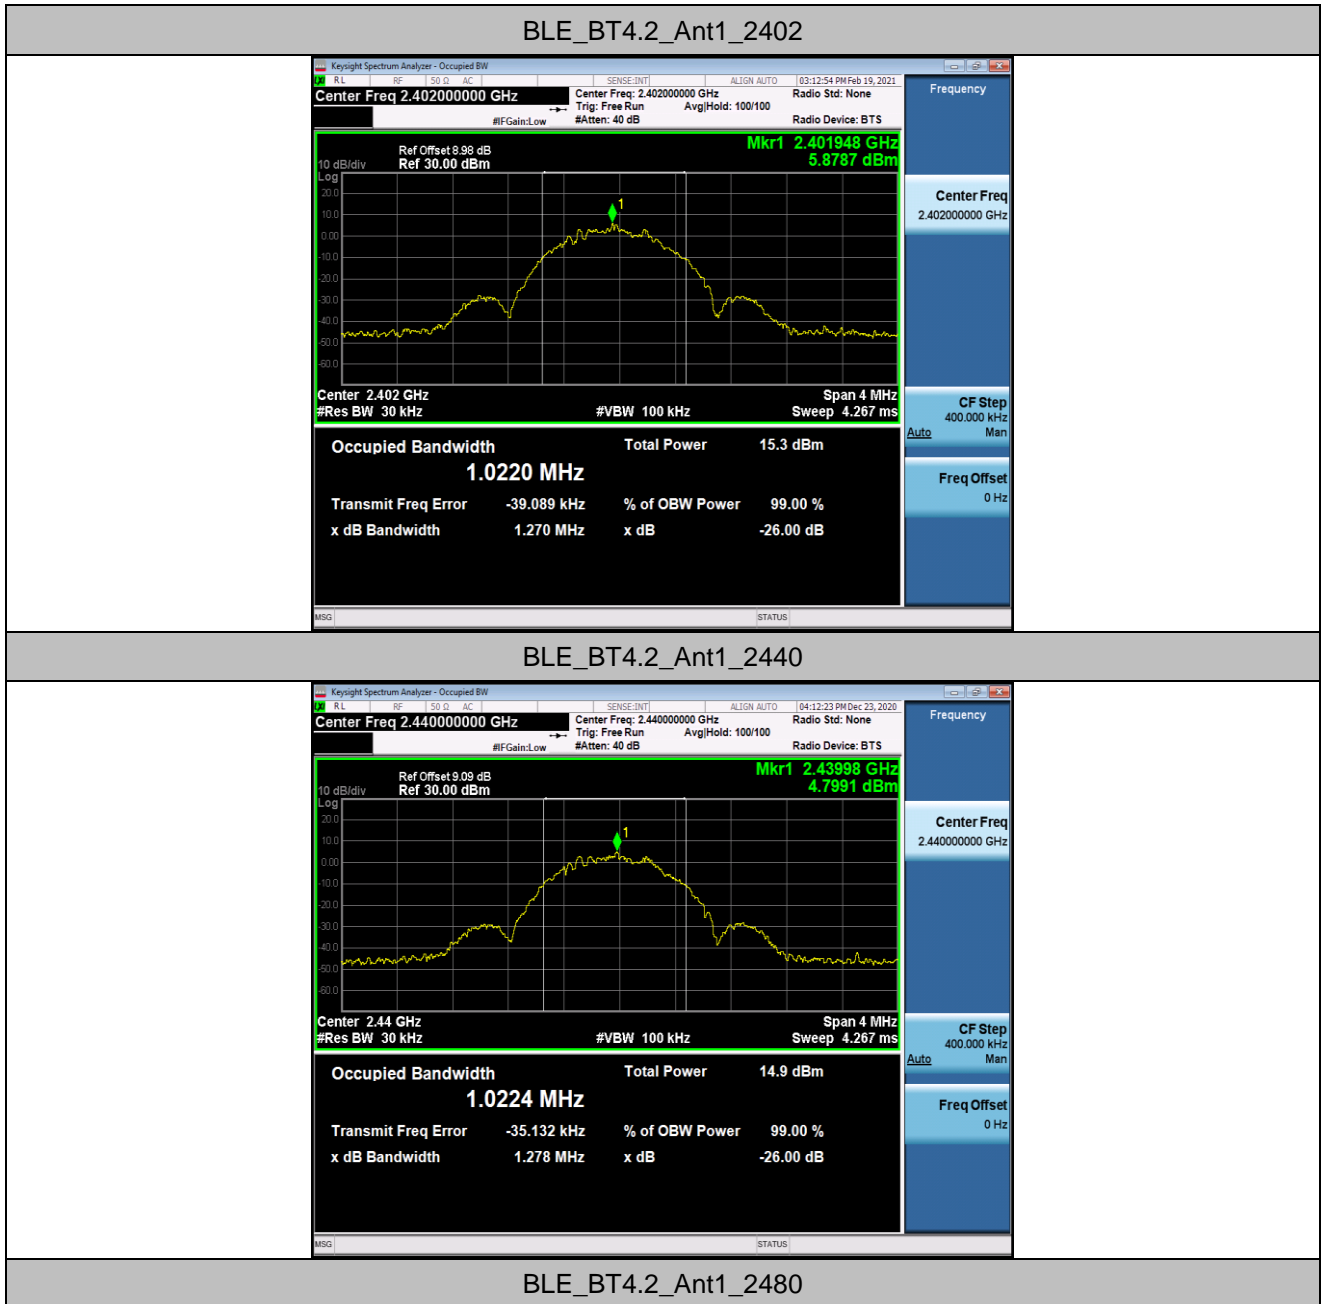 BLE_BT4.2_Ant1_2402
Keysight Spectrum Analyzer - Occupied BW
LXI RL RF 50 Ω AC SENSE:INT ALIGN AUTO 03:12:54 PM Feb 19, 2021
Center Freq 2.402000000 GHz
Center Freq: 2.402000000 GHz Radio Std: None
Trig: Free Run Avg|Hold: 100/100
#IFGain:Low #Atten: 40 dB Radio Device: BTS
Mkr1 2.401948 GHz
5.8787 dBm
Ref Offset 8.98 dB
10 dB/div Ref 30.00 dBm
Log
20.0
10.0
0.00
-10.0
-20.0
-30.0
-40.0
-50.0
-60.0
1
Center 2.402 GHz Span 4 MHz
#Res BW 30 kHz #VBW 100 kHz Sweep 4.267 ms
Occupied Bandwidth Total Power 15.3 dBm
1.0220 MHz
Transmit Freq Error -39.089 kHz % of OBW Power 99.00 %
x dB Bandwidth 1.270 MHz x dB -26.00 dB
MSG STATUS
Frequency
Center Freq
2.402000000 GHz
CF Step
400.000 kHz
Auto Man
Freq Offset
0 Hz
BLE_BT4.2_Ant1_2440
Keysight Spectrum Analyzer - Occupied BW
LXI RL RF 50 Ω AC SENSE:INT ALIGN AUTO 04:12:23 PM Dec 23, 2020
Center Freq 2.440000000 GHz
Center Freq: 2.440000000 GHz Radio Std: None
Trig: Free Run Avg|Hold: 100/100
#IFGain:Low #Atten: 40 dB Radio Device: BTS
Mkr1 2.43998 GHz
4.7991 dBm
Ref Offset 9.09 dB
10 dB/div Ref 30.00 dBm
Log
20.0
10.0
0.00
-10.0
-20.0
-30.0
-40.0
-50.0
-60.0
1
Center 2.44 GHz Span 4 MHz
#Res BW 30 kHz #VBW 100 kHz Sweep 4.267 ms
Occupied Bandwidth Total Power 14.9 dBm
1.0224 MHz
Transmit Freq Error -35.132 kHz % of OBW Power 99.00 %
x dB Bandwidth 1.278 MHz x dB -26.00 dB
MSG STATUS
Frequency
Center Freq
2.440000000 GHz
CF Step
400.000 kHz
Auto Man
Freq Offset
0 Hz
BLE_BT4.2_Ant1_2480